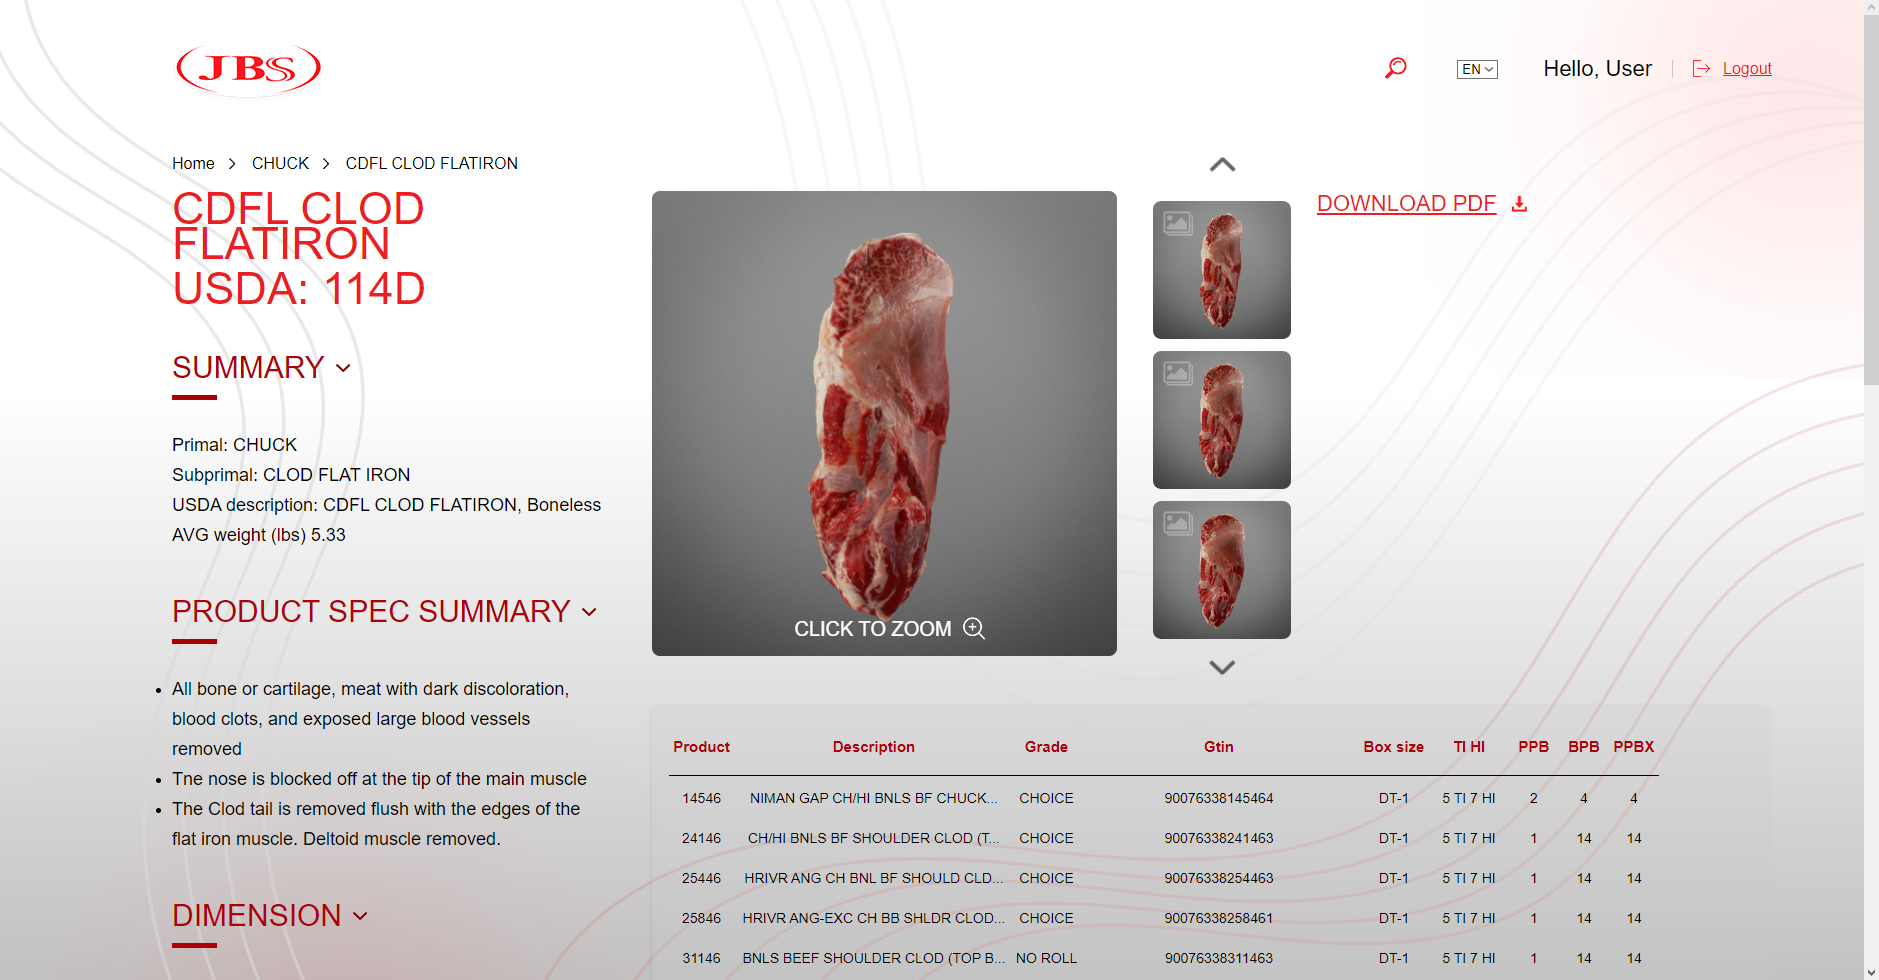 JBS
EN
Hello, User
Logout
Home > CHUCK > CDFL CLOD FLATIRON
CDFL CLOD
FLATIRON
USDA: 114D
SUMMARY
Primal: CHUCK
Subprimal: CLOD FLAT IRON
USDA description: CDFL CLOD FLATIRON, Boneless
AVG weight (lbs) 5.33
PRODUCT SPEC SUMMARY
• All bone or cartilage, meat with dark discoloration,
blood clots, and exposed large blood vessels
removed
• Tne nose is blocked off at the tip of the main muscle
• The Clod tail is removed flush with the edges of the
flat iron muscle. Deltoid muscle removed.
DIMENSION
CLICK TO ZOOM
DOWNLOAD PDF
Product Description Grade Gtin Box size TI HI PPB BPB PPBX
14546 NIMAN GAP CH/HI BNLS BF CHUCK... CHOICE 90076338145464 DT-1 5 TI 7 HI 2 4 4
24146 CH/HI BNLS BF SHOULDER CLOD (T... CHOICE 90076338241463 DT-1 5 TI 7 HI 1 14 14
25446 HRIVR ANG CH BNL BF SHOULD CLD... CHOICE 90076338254463 DT-1 5 TI 7 HI 1 14 14
25846 HRIVR ANG-EXC CH BB SHLDR CLOD... CHOICE 90076338258461 DT-1 5 TI 7 HI 1 14 14
31146 BNLS BEEF SHOULDER CLOD (TOP B... NO ROLL 90076338311463 DT-1 5 TI 7 HI 1 14 14